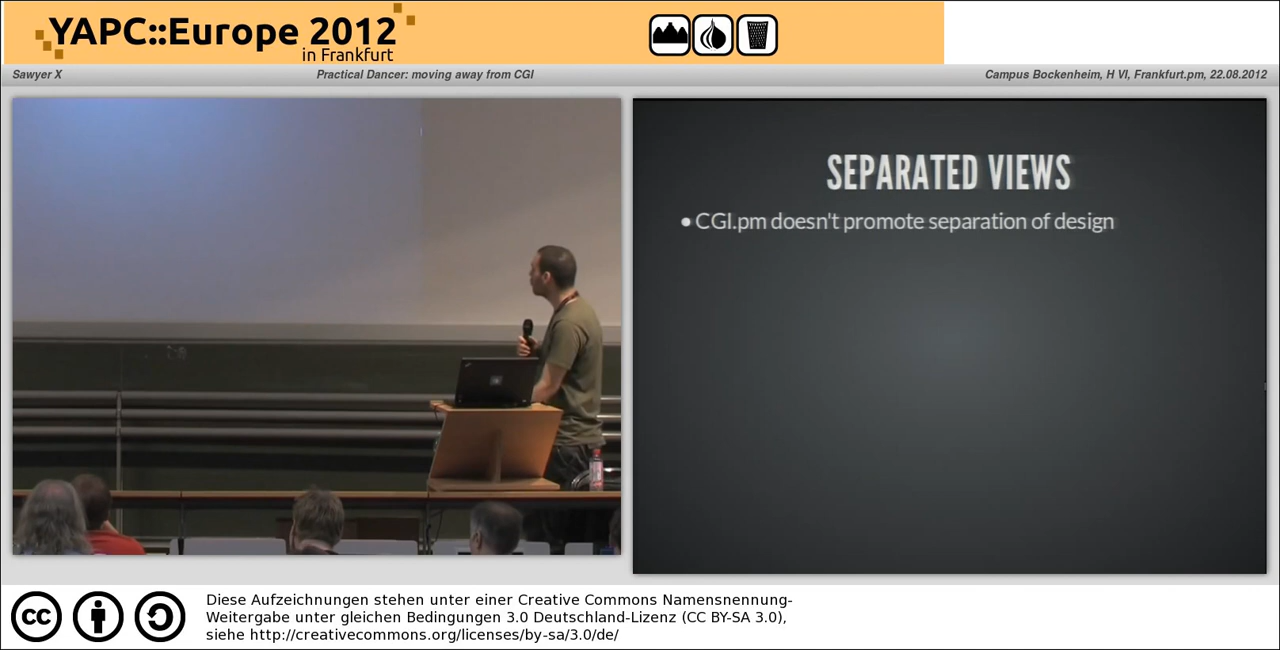 YAPC::Europe 2012
in Frankfurt
Sawyer X
Practical Dancer: moving away from CGI
Campus Bockenheim, H VI, Frankfurt.pm, 22.08.2012
SEPARATED VIEWS
• CGI.pm doesn't promote separation of design
cc
Diese Aufzeichnungen stehen unter einer Creative Commons Namensnennung-
Weitergabe unter gleichen Bedingungen 3.0 Deutschland-Lizenz (CC BY-SA 3.0),
siehe http://creativecommons.org/licenses/by-sa/3.0/de/